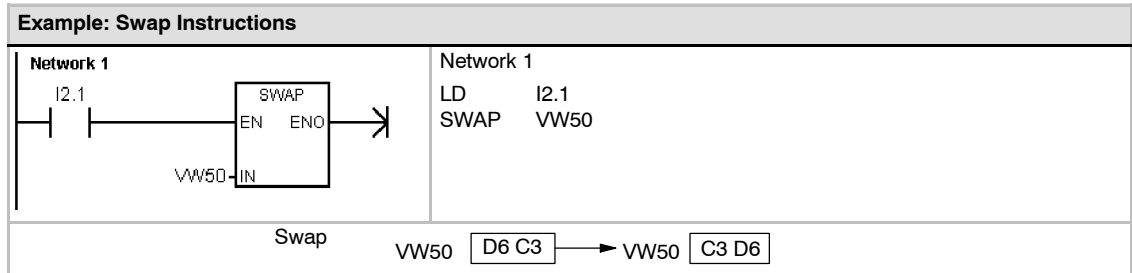 Example: Swap Instructions
Network 1
I2.1
SWAP
EN ENO
VW50
IN
Network 1
LD I2.1
SWAP VW50
Swap VW50 D6 C3 VW50 C3 D6